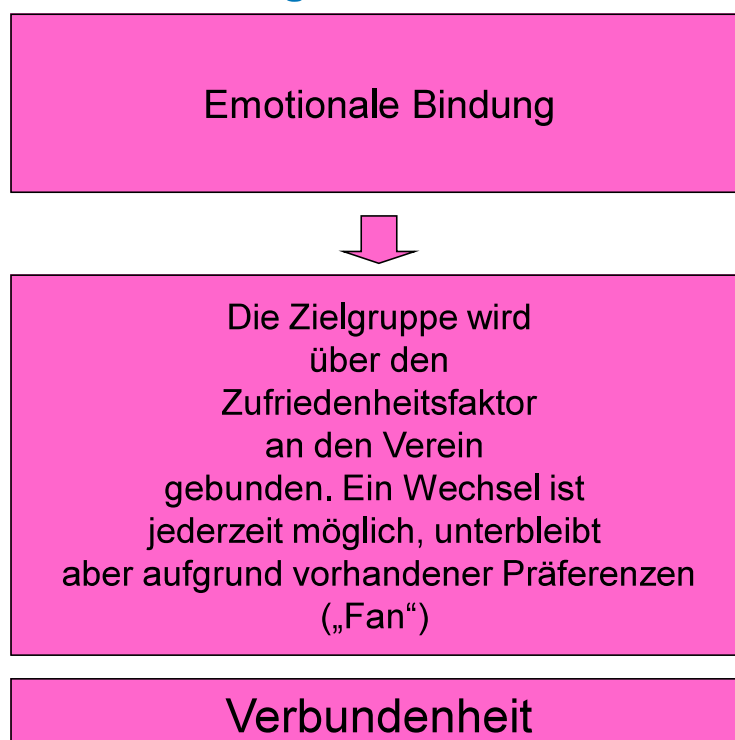 Emotionale Bindung
Die Zielgruppe wird
über den
Zufriedenheitsfaktor
an den Verein
gebunden. Ein Wechsel ist
jederzeit möglich, unterbleibt
aber aufgrund vorhandener Präferenzen
(„Fan“)
Verbundenheit